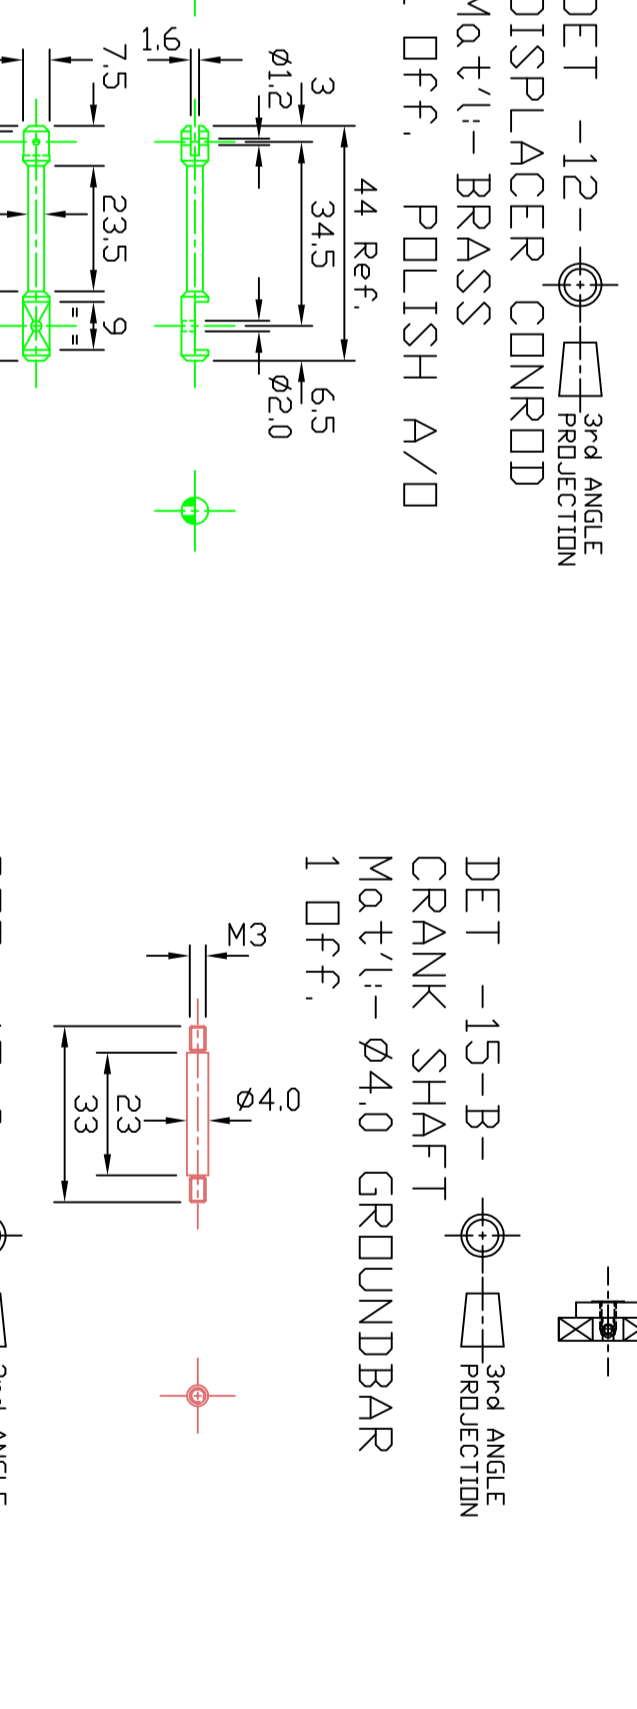 DET -12-
3rd ANGLE
PROJECTION
DISPLACER CONROD
Mat'l:- BRASS
Off. POLISH A/O
44 Ref.
3
34.5
6.5
Ø1.2
Ø2.0
1.6
7.5
23.5
9
= =
DET -15-B-
3rd ANGLE
PROJECTION
CRANK SHAFT
Mat'l:- Ø4.0 GROUNDBAR
1 Off.
M3
Ø4.0
23
33